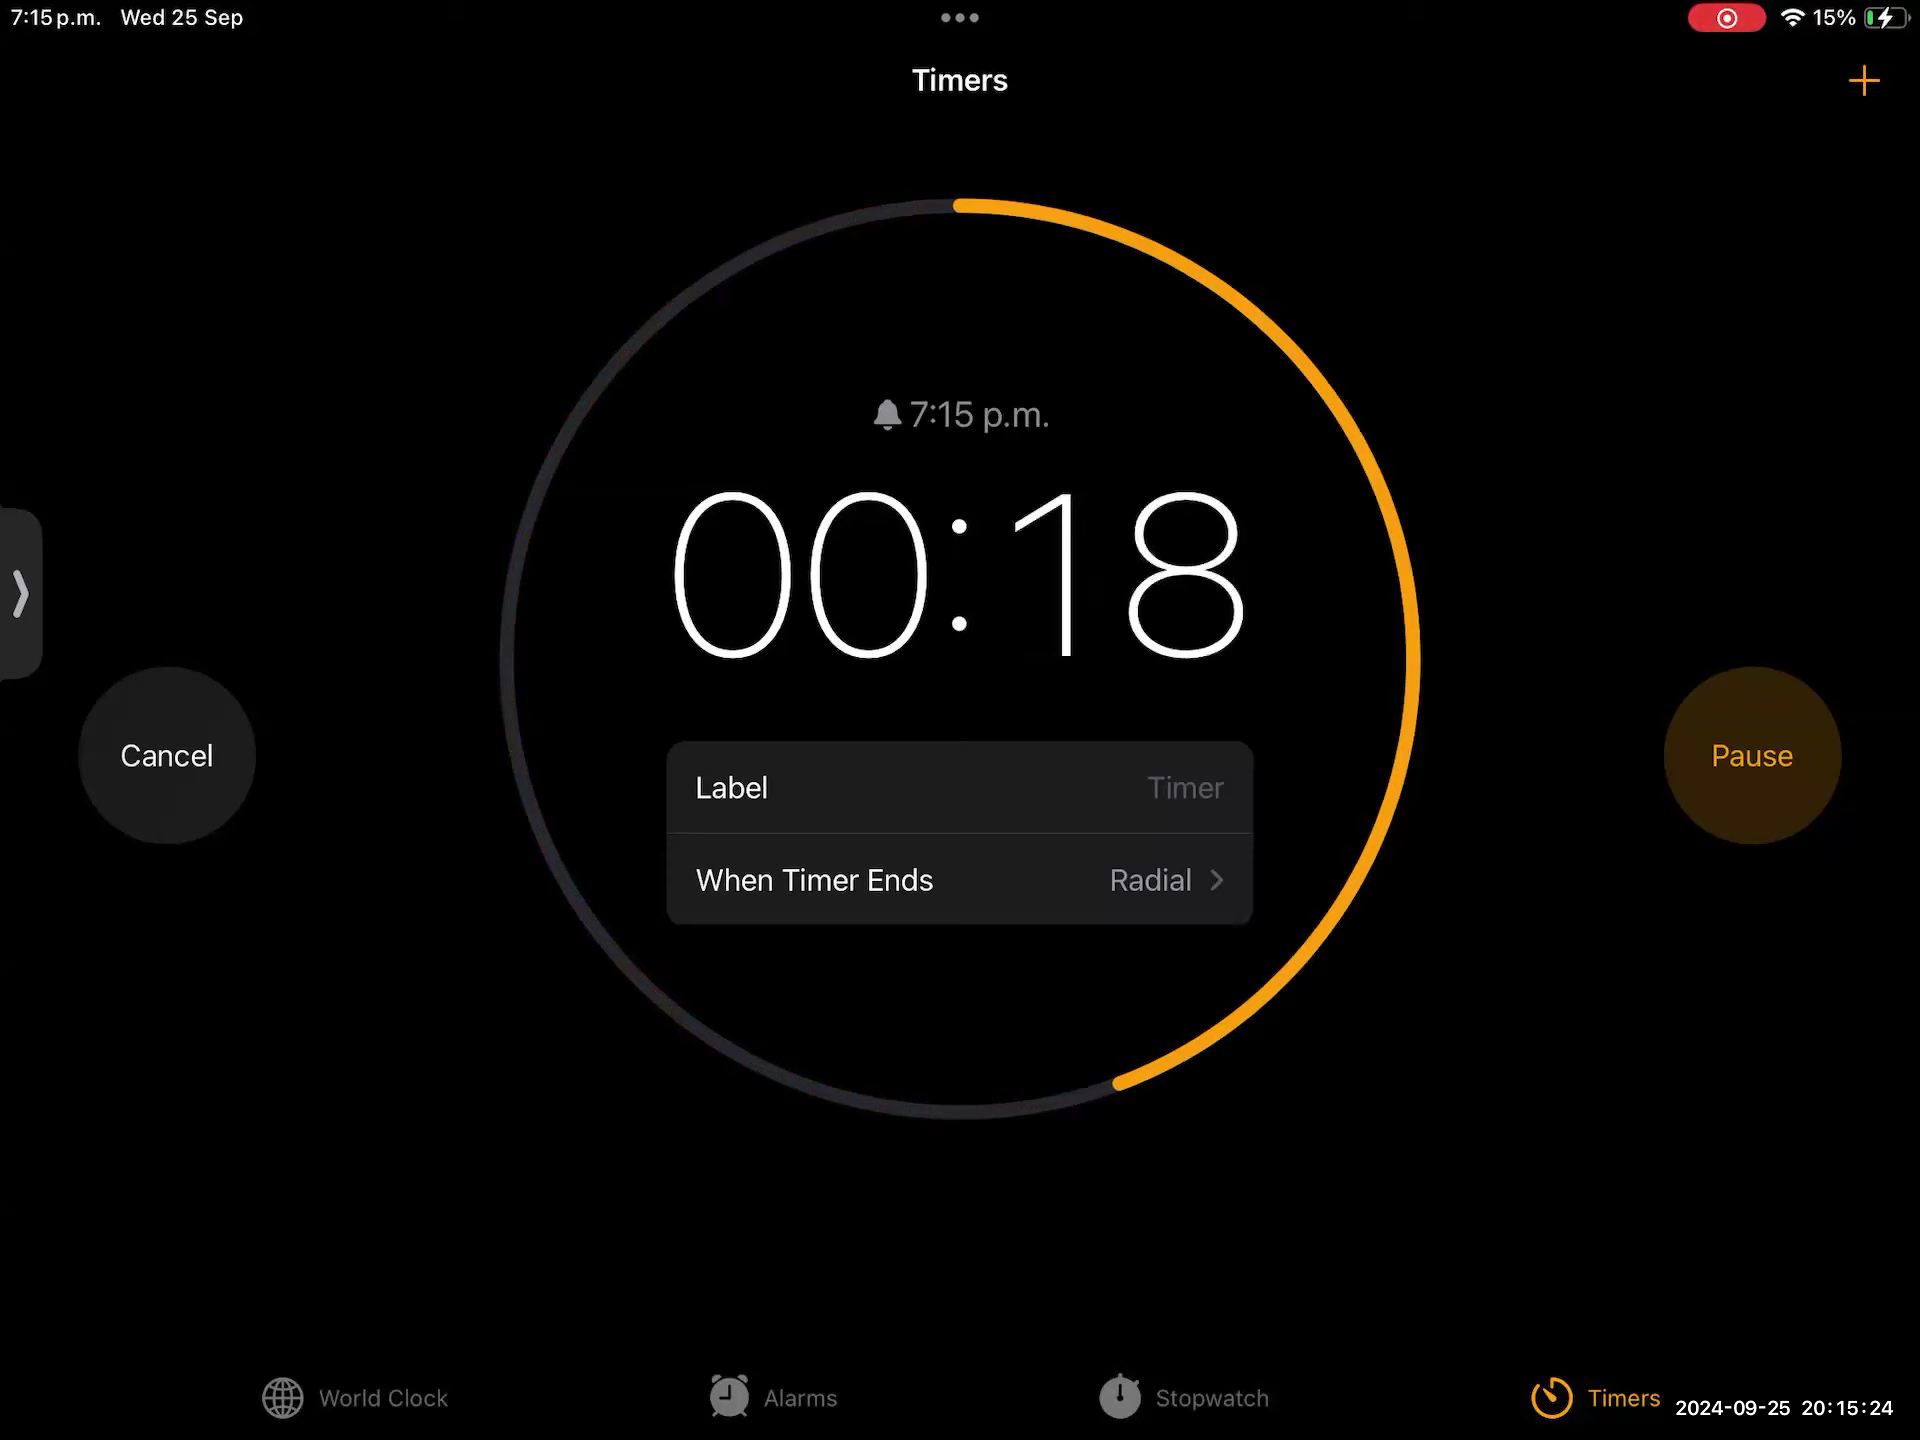 7:15 p.m. Wed 25 Sep
15%
Timers
7:15 p.m.
00:18
Cancel
Pause
Label Timer
When Timer Ends Radial
World Clock
Alarms
Stopwatch
Timers
2024-09-25 20:15:24